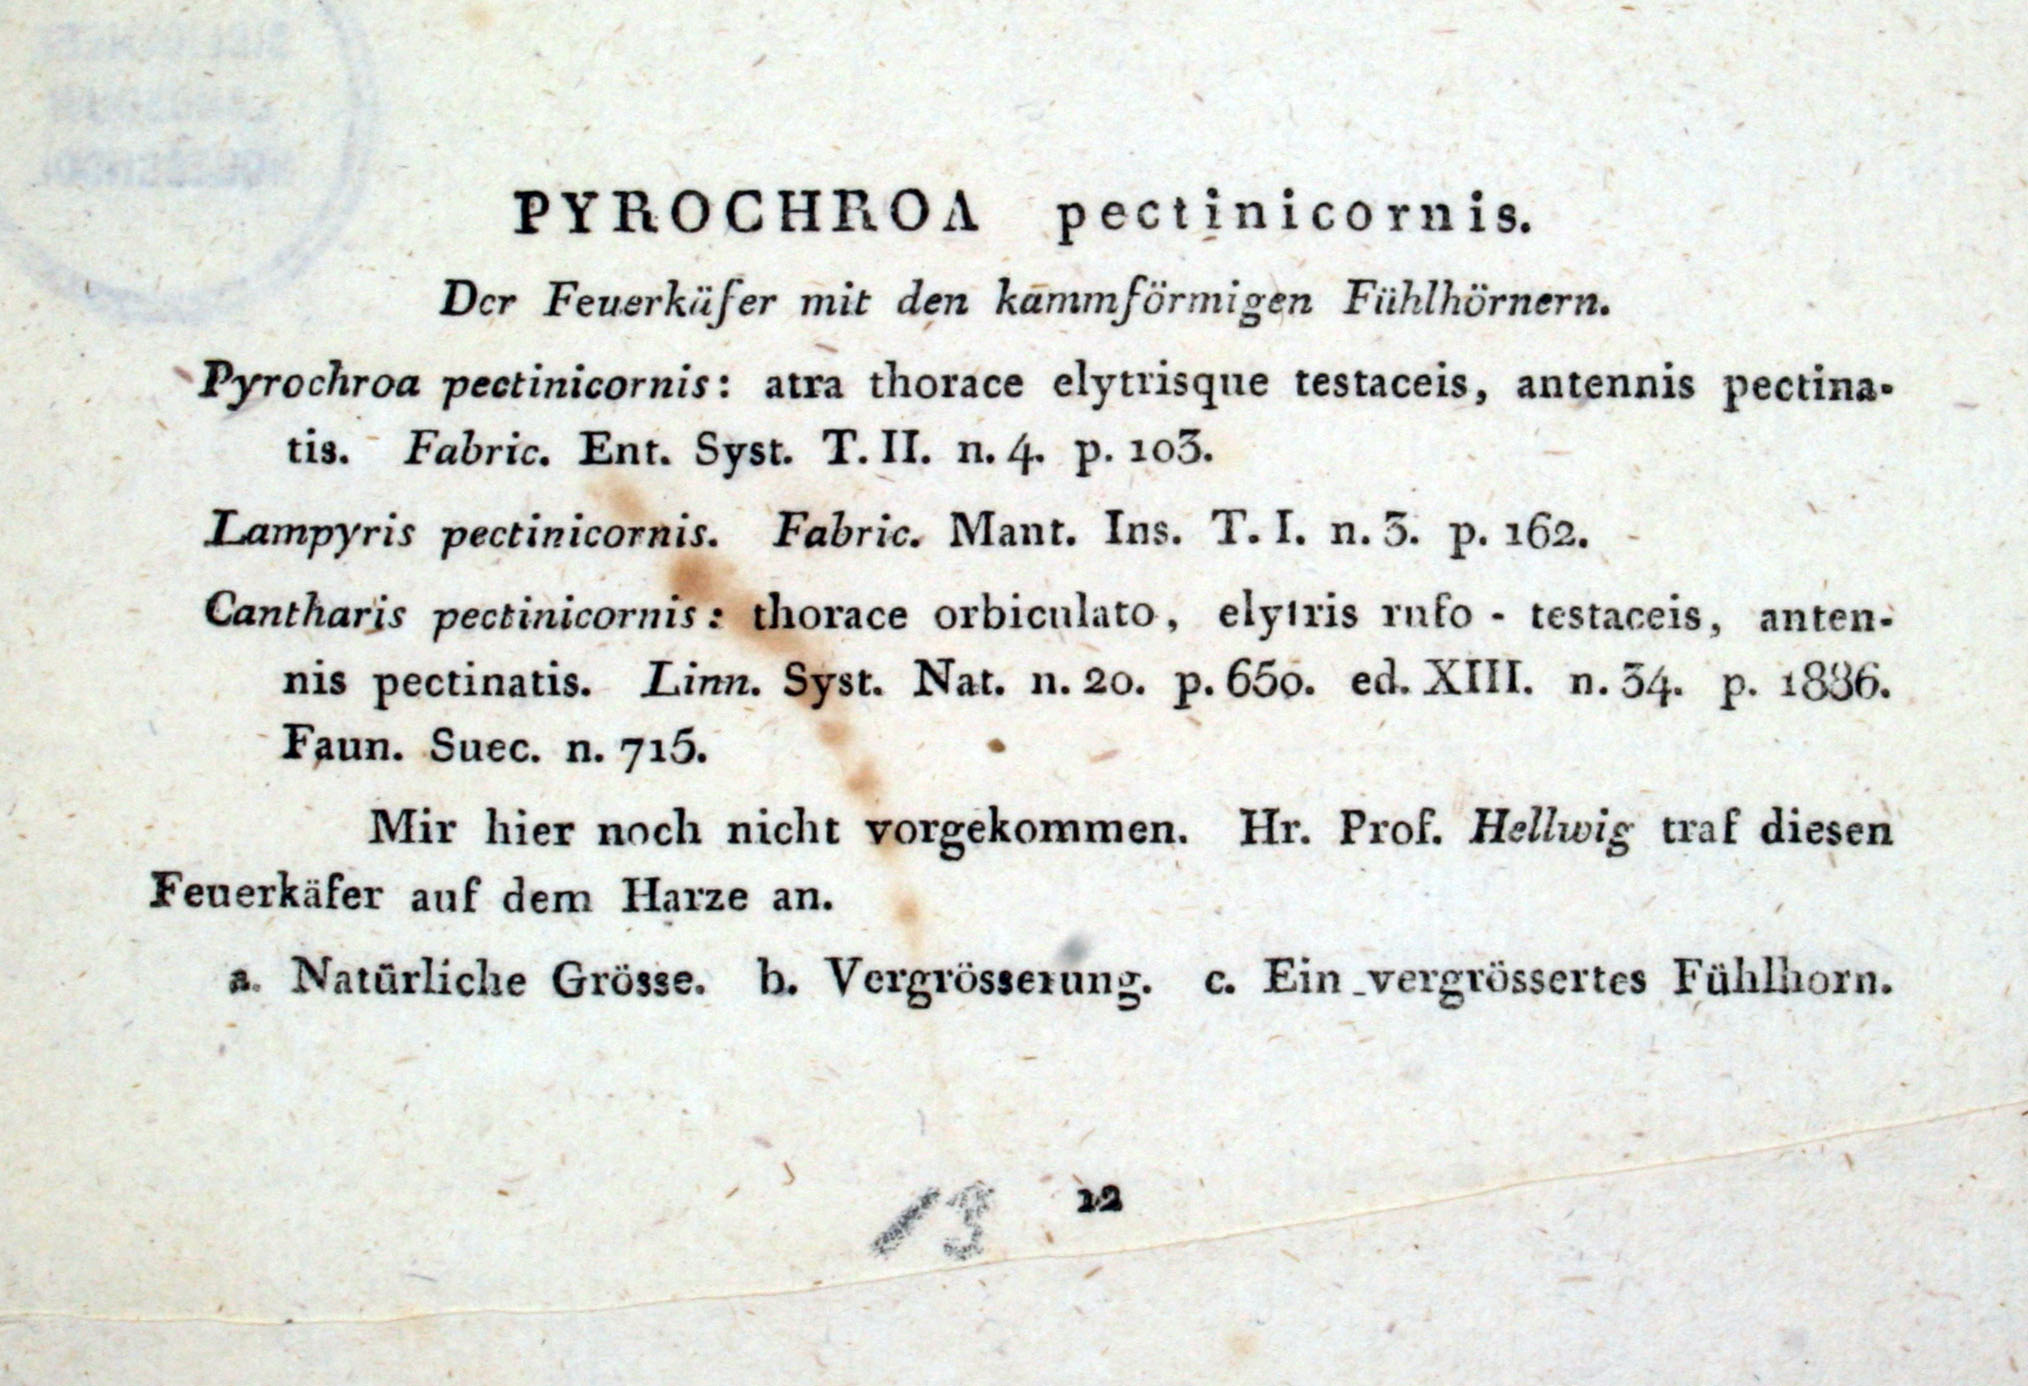 PYROCHROA pectinicornis.
Der Feuerkäfer mit den kammförmigen Fühlhörnern.
Pyrochroa pectinicornis: atra thorace elytrisque testaceis, antennis pectina-
tis. Fabric. Ent. Syst. T. II. n. 4. p. 103.
Lampyris pectinicornis. Fabric. Mant. Ins. T. I. n. 3. p. 162.
Cantharis pectinicornis: thorace orbiculato, elytris rufo - testaceis, anten-
nis pectinatis. Linn. Syst. Nat. n. 20. p. 650. ed. XIII. n. 34. p. 1886.
Faun. Suec. n. 715.
Mir hier noch nicht vorgekommen. Hr. Prof. Hellwig traf diesen
Feuerkäfer auf dem Harze an.
a. Natürliche Grösse. b. Vergrösserung. c. Ein vergrössertes Fühlhorn.
13 12